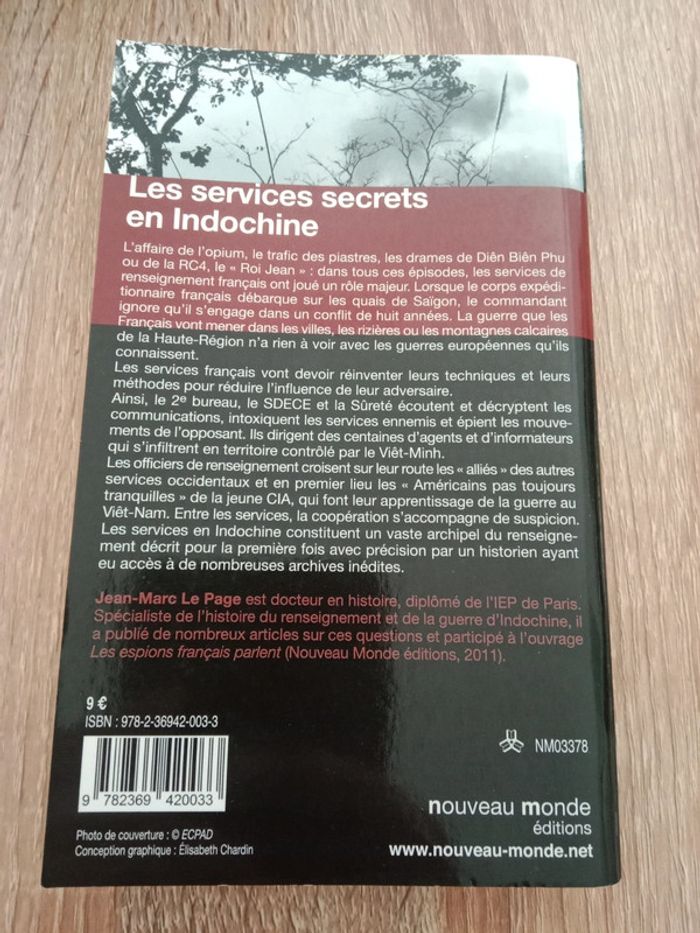 Les services secrets
en Indochine
L'affaire de l'opium, le trafic des piastres, les drames de Diên Biên Phu
ou de la RC4, le « Roi Jean » : dans tous ces épisodes, les services de
renseignement français ont joué un rôle majeur. Lorsque le corps expédi-
tionnaire français débarque sur les quais de Saïgon, le commandant
ignore qu'il s'engage dans un conflit de huit années. La guerre que les
Français vont mener dans les villes, les rizières ou les montagnes calcaires
de la Haute-Région n'a rien à voir avec les guerres européennes qu'ils
connaissent.
Les services français vont devoir réinventer leurs techniques et leurs
méthodes pour réduire l'influence de leur adversaire.
Ainsi, le 2e bureau, le SDECE et la Sûreté écoutent et décryptent les
communications, intoxiquent les services ennemis et épient les mouve-
ments de l'opposant. Ils dirigent des centaines d'agents et d'informateurs
qui s'infiltrent en territoire contrôlé par le Viêt-Minh.
Les officiers de renseignement croisent sur leur route les « alliés » des autres
services occidentaux et en premier lieu les « Américains pas toujours
tranquilles » de la jeune CIA, qui font leur apprentissage de la guerre au
Viêt-Nam. Entre les services, la coopération s'accompagne de suspicion.
Les services en Indochine constituent un vaste archipel du renseigne-
ment décrit pour la première fois avec précision par un historien ayant
eu accès à de nombreuses archives inédites.
Jean-Marc Le Page est docteur en histoire, diplômé de l'IEP de Paris.
Spécialiste de l'histoire du renseignement et de la guerre d'Indochine, il
a publié de nombreux articles sur ces questions et participé à l'ouvrage
Les espions français parlent (Nouveau Monde éditions, 2011).
9 €
ISBN : 978-2-36942-003-3
NM03378
9 782369 420033
nouveau monde
éditions
www.nouveau-monde.net
Photo de couverture : © ECPAD
Conception graphique : Élisabeth Chardin